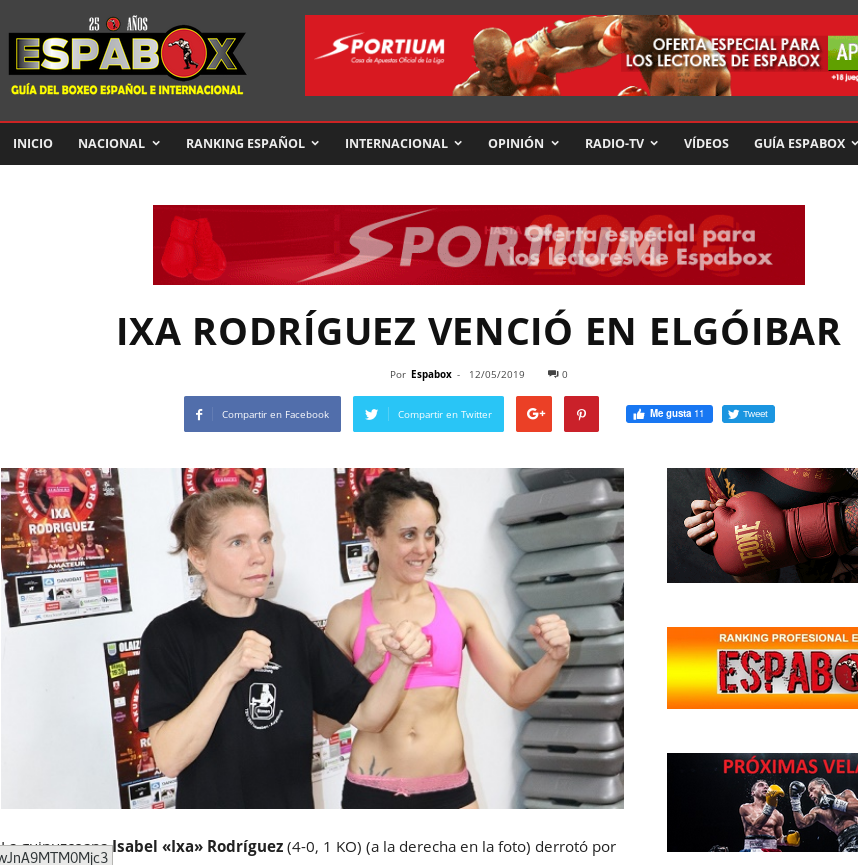 25 AÑOS
ESPABOX
GUÍA DEL BOXEO ESPAÑOL E INTERNACIONAL
SPORTIUM
Casa de Apuestas Oficial de La Liga
OFERTA ESPECIAL PARA
LOS LECTORES DE ESPABOX
AP
+18 jueg
INICIO NACIONAL RANKING ESPAÑOL INTERNACIONAL OPINIÓN RADIO-TV VÍDEOS GUÍA ESPABOX
SPORTIUM
HASTA 200€
Oferta especial para
los lectores de Espabox
IXA RODRÍGUEZ VENCIÓ EN ELGÓIBAR
Por Espabox - 12/05/2019 0
Compartir en Facebook Compartir en Twitter G+ Me gusta 11 Tweet
IXA
RODRIGUEZ
AMATEUR
LEONE
RANKING PROFESIONAL E
ESPABO
PRÓXIMAS VELA
Isabel «Ixa» Rodríguez (4-0, 1 KO) (a la derecha en la foto) derrotó por
wJnA9MTM0Mjc3